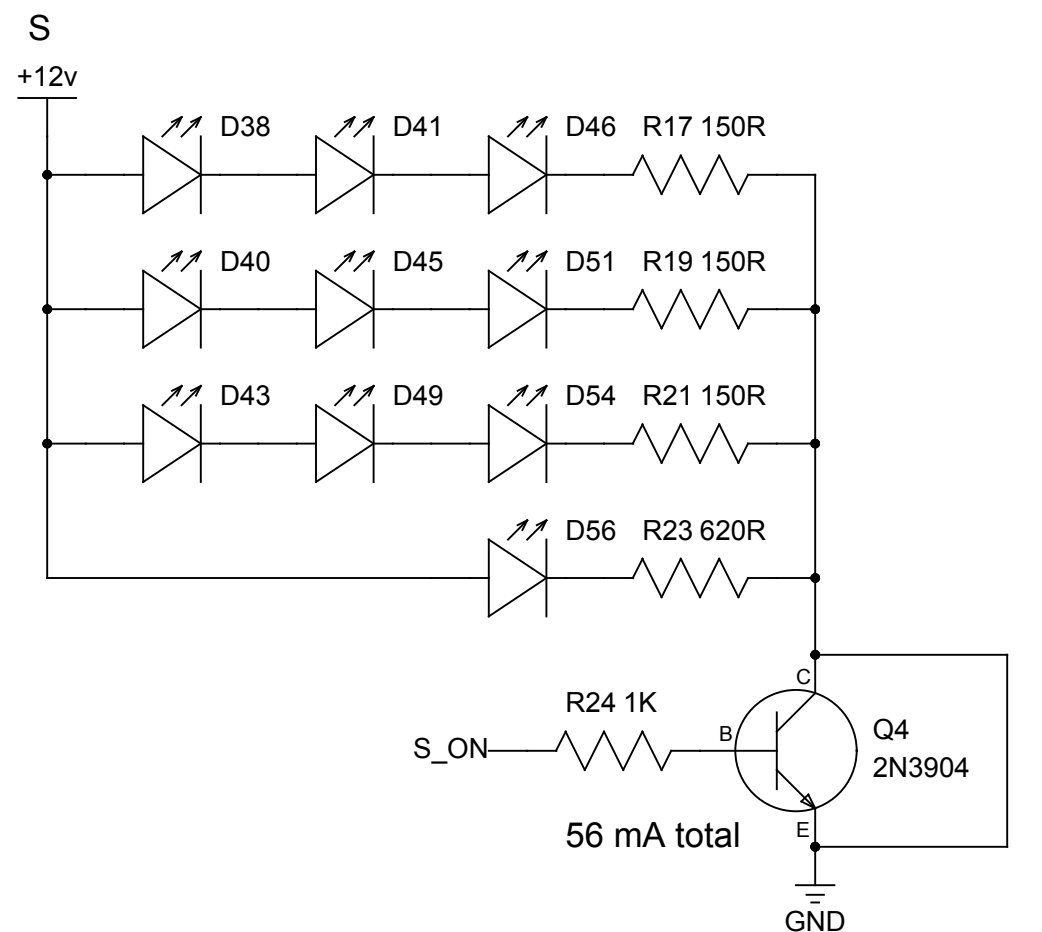 S
+12v
D38 D41 D46 R17 150R
D40 D45 D51 R19 150R
D43 D49 D54 R21 150R
D56 R23 620R
C
R24 1K
B
Q4
S_ON
2N3904
E
56 mA total
GND